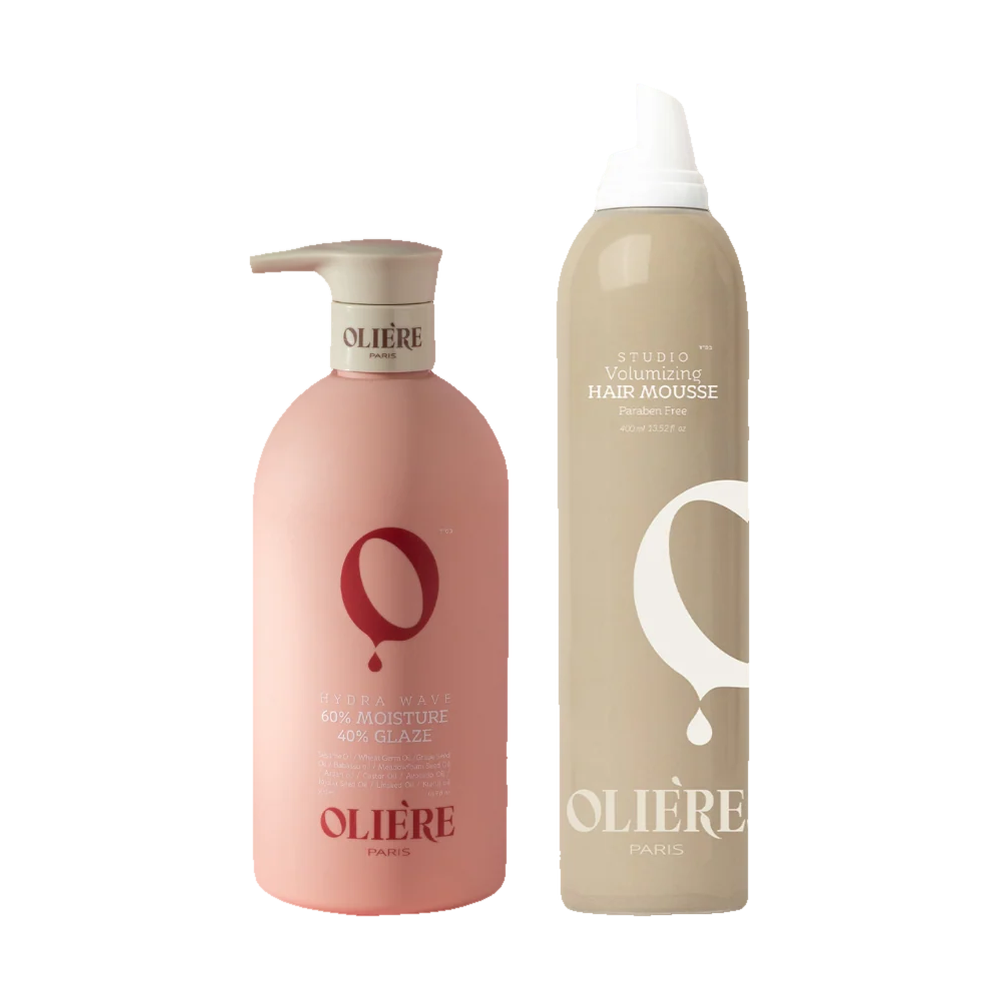 OLIÈRE
PARIS
HYDRA WAVE
60% MOISTURE
40% GLAZE
OLIÈRE
PARIS
STUDIO
Volumizing
HAIR MOUSSE
Paraben Free
400 ml 13.52 fl oz
OLIÈRE
PARIS